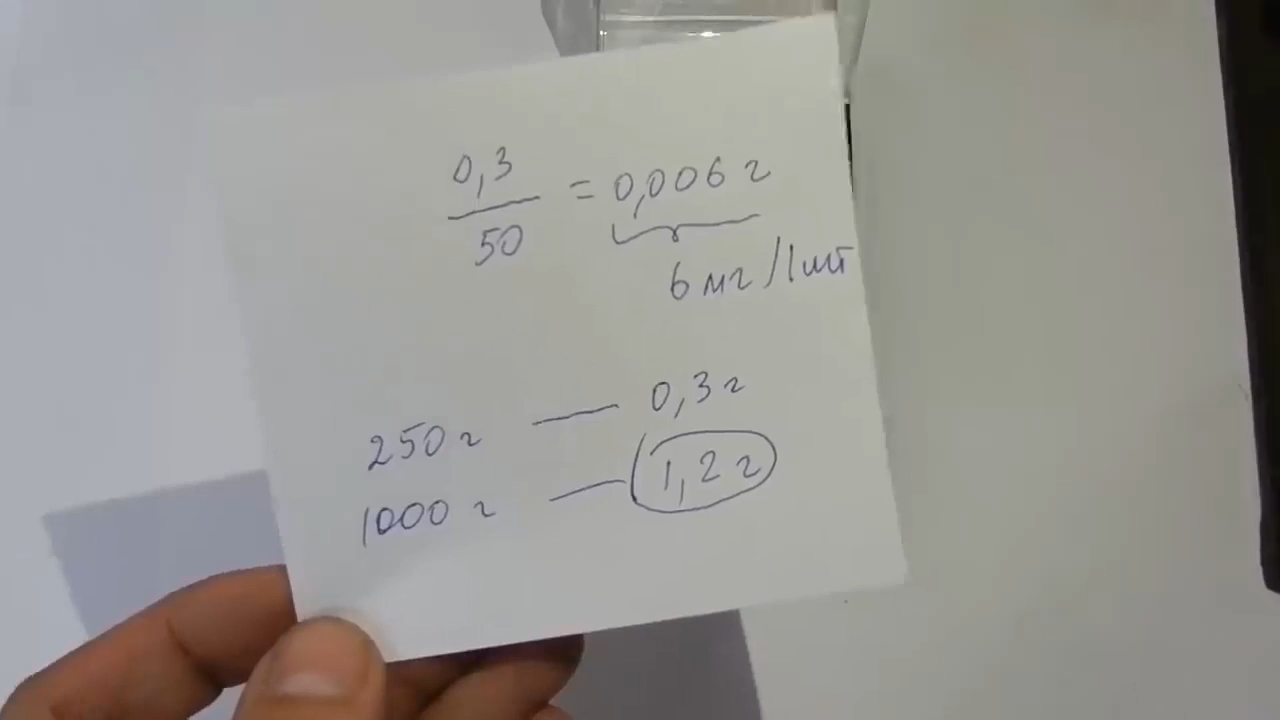 0,3
50
= 0,006 г
6 мг/1шт
250 г — 0,3 г
1000 г — 1,2 г